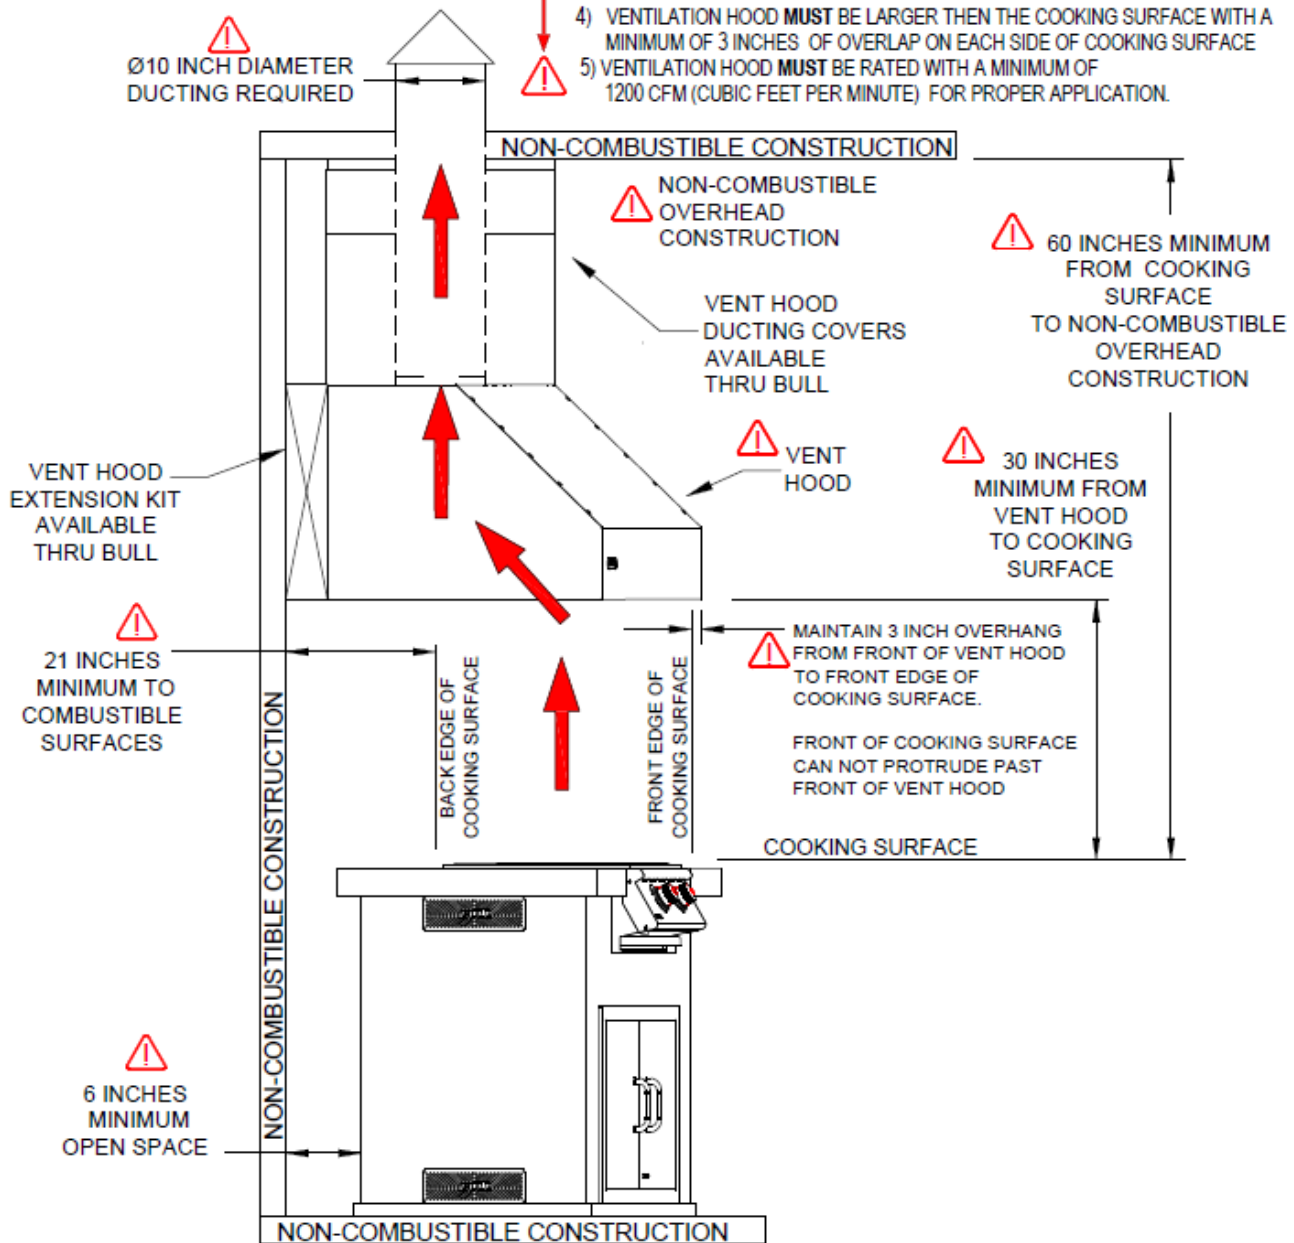 4) VENTILATION HOOD MUST BE LARGER THEN THE COOKING SURFACE WITH A
MINIMUM OF 3 INCHES OF OVERLAP ON EACH SIDE OF COOKING SURFACE
5) VENTILATION HOOD MUST BE RATED WITH A MINIMUM OF
1200 CFM (CUBIC FEET PER MINUTE) FOR PROPER APPLICATION.
Ø10 INCH DIAMETER
DUCTING REQUIRED
NON-COMBUSTIBLE CONSTRUCTION
NON-COMBUSTIBLE
OVERHEAD
CONSTRUCTION
60 INCHES MINIMUM
FROM COOKING
SURFACE
TO NON-COMBUSTIBLE
OVERHEAD
CONSTRUCTION
VENT HOOD
DUCTING COVERS
AVAILABLE
THRU BULL
VENT
HOOD
30 INCHES
MINIMUM FROM
VENT HOOD
TO COOKING
SURFACE
VENT HOOD
EXTENSION KIT
AVAILABLE
THRU BULL
21 INCHES
MINIMUM TO
COMBUSTIBLE
SURFACES
BACK EDGE OF
COOKING SURFACE
FRONT EDGE OF
COOKING SURFACE
MAINTAIN 3 INCH OVERHANG
FROM FRONT OF VENT HOOD
TO FRONT EDGE OF
COOKING SURFACE.
FRONT OF COOKING SURFACE
CAN NOT PROTRUDE PAST
FRONT OF VENT HOOD
COOKING SURFACE
NON-COMBUSTIBLE CONSTRUCTION
6 INCHES
MINIMUM
OPEN SPACE
NON-COMBUSTIBLE CONSTRUCTION